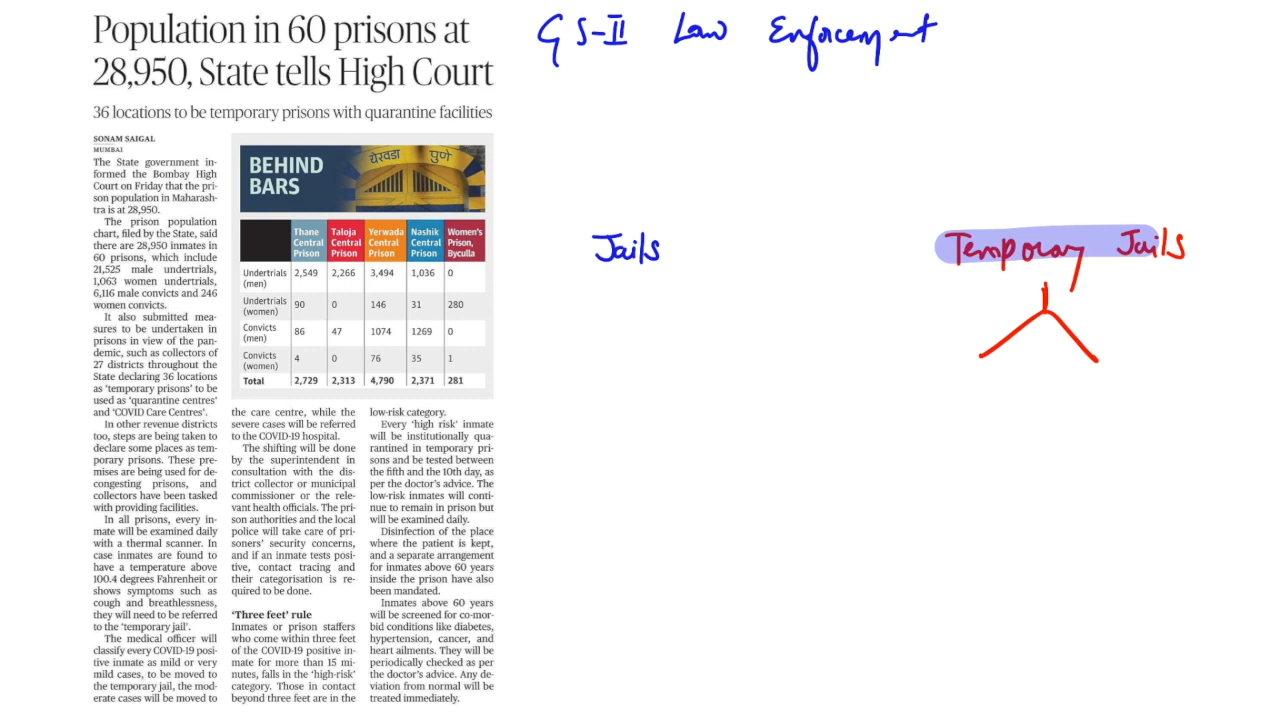 Population in 60 prisons at
28,950, State tells High Court
36 locations to be temporary prisons with quarantine facilities
SONAM SAIGAL
MUMBAI
The State government in-
formed the Bombay High
Court on Friday that the pri-
son population in Maharash-
tra is at 28,950.
The prison population
chart, filed by the State, said
there are 28,950 inmates in
60 prisons, which include
21,525 male undertrials,
1,063 women undertrials,
6,116 male convicts and 246
women convicts.
It also submitted mea-
sures to be undertaken in
prisons in view of the pan-
demic, such as collectors of
27 districts throughout the
State declaring 36 locations
as 'temporary prisons' to be
used as 'quarantine centres'
and 'COVID Care Centres'.
In other revenue districts
too, steps are being taken to
declare some places as tem-
porary prisons. These pre-
mises are being used for de-
congesting prisons, and
collectors have been tasked
with providing facilities.
In all prisons, every in-
mate will be examined daily
with a thermal scanner. In
case inmates are found to
have a temperature above
100.4 degrees Fahrenheit or
shows symptoms such as
cough and breathlessness,
they will need to be referred
to the 'temporary jail'.
The medical officer will
classify every COVID-19 posi-
tive inmate as mild or very
mild cases, to be moved to
the temporary jail, the mod-
erate cases will be moved to
BEHIND
BARS
येरवडा पुणे
Thane Central Prison Taloja Central Prison Yerwada Central Prison Nashik Central Prison Women's Prison, Byculla
Undertrials (men) 2,549 2,266 3,494 1,036 0
Undertrials (women) 90 0 146 31 280
Convicts (men) 86 47 1074 1269 0
Convicts (women) 4 0 76 35 1
Total 2,729 2,313 4,790 2,371 281
the care centre, while the
severe cases will be referred
to the COVID-19 hospital.
The shifting will be done
by the superintendent in
consultation with the dis-
trict collector or municipal
commissioner or the rele-
vant health officials. The pri-
son authorities and the local
police will take care of pri-
soners' security concerns,
and if an inmate tests posi-
tive, contact tracing and
their categorisation is re-
quired to be done.
'Three feet' rule
Inmates or prison staffers
who come within three feet
of the COVID-19 positive in-
mate for more than 15 mi-
nutes, falls in the 'high-risk'
category. Those in contact
beyond three feet are in the
low-risk category.
Every 'high risk' inmate
will be institutionally qua-
rantined in temporary pri-
sons and be tested between
the fifth and the 10th day, as
per the doctor's advice. The
low-risk inmates will conti-
nue to remain in prison but
will be examined daily.
Disinfection of the place
where the patient is kept,
and a separate arrangement
for inmates above 60 years
inside the prison have also
been mandated.
Inmates above 60 years
will be screened for co-mor-
bid conditions like diabetes,
hypertension, cancer, and
heart ailments. They will be
periodically checked as per
the doctor's advice. Any de-
viation from normal will be
treated immediately.
GS-II Law Enforcement
Jails
Temporary Jails